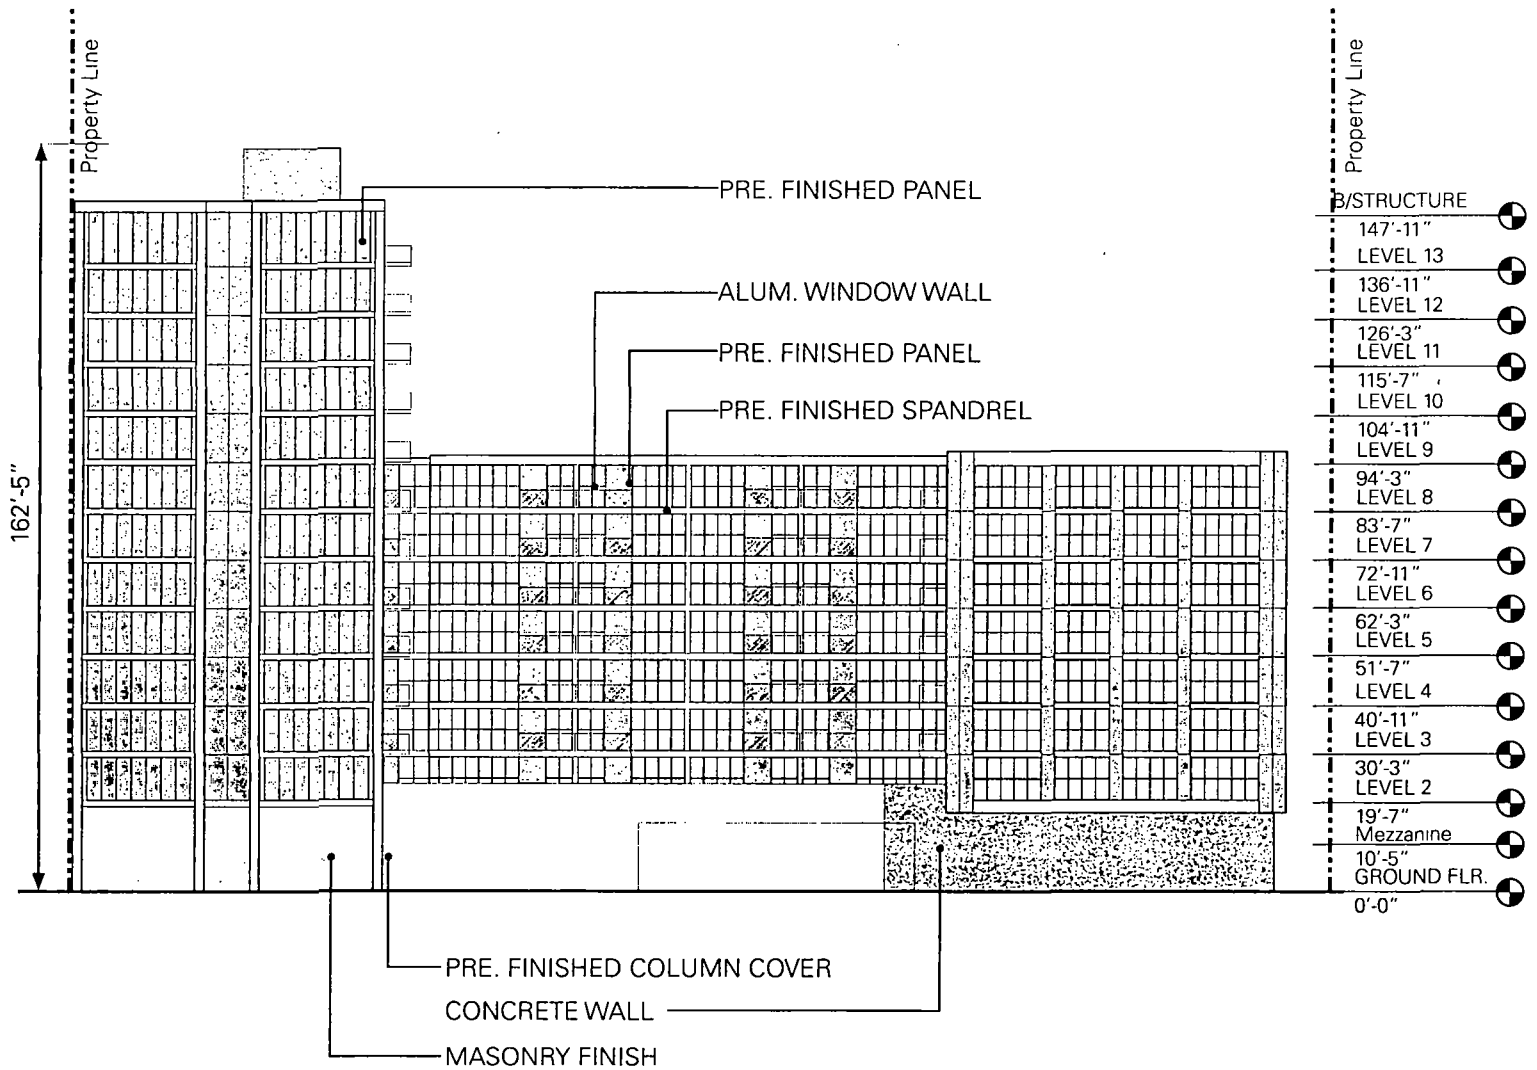 Property Line
Property Line
162'-5"
PRE. FINISHED PANEL
ALUM. WINDOW WALL
PRE. FINISHED PANEL
PRE. FINISHED SPANDREL
B/STRUCTURE
147'-11"
LEVEL 13
136'-11"
LEVEL 12
126'-3"
LEVEL 11
115'-7"
LEVEL 10
104'-11"
LEVEL 9
94'-3"
LEVEL 8
83'-7"
LEVEL 7
72'-11"
LEVEL 6
62'-3"
LEVEL 5
51'-7"
LEVEL 4
40'-11"
LEVEL 3
30'-3"
LEVEL 2
19'-7"
Mezzanine
10'-5"
GROUND FLR.
0'-0"
PRE. FINISHED COLUMN COVER
CONCRETE WALL
MASONRY FINISH